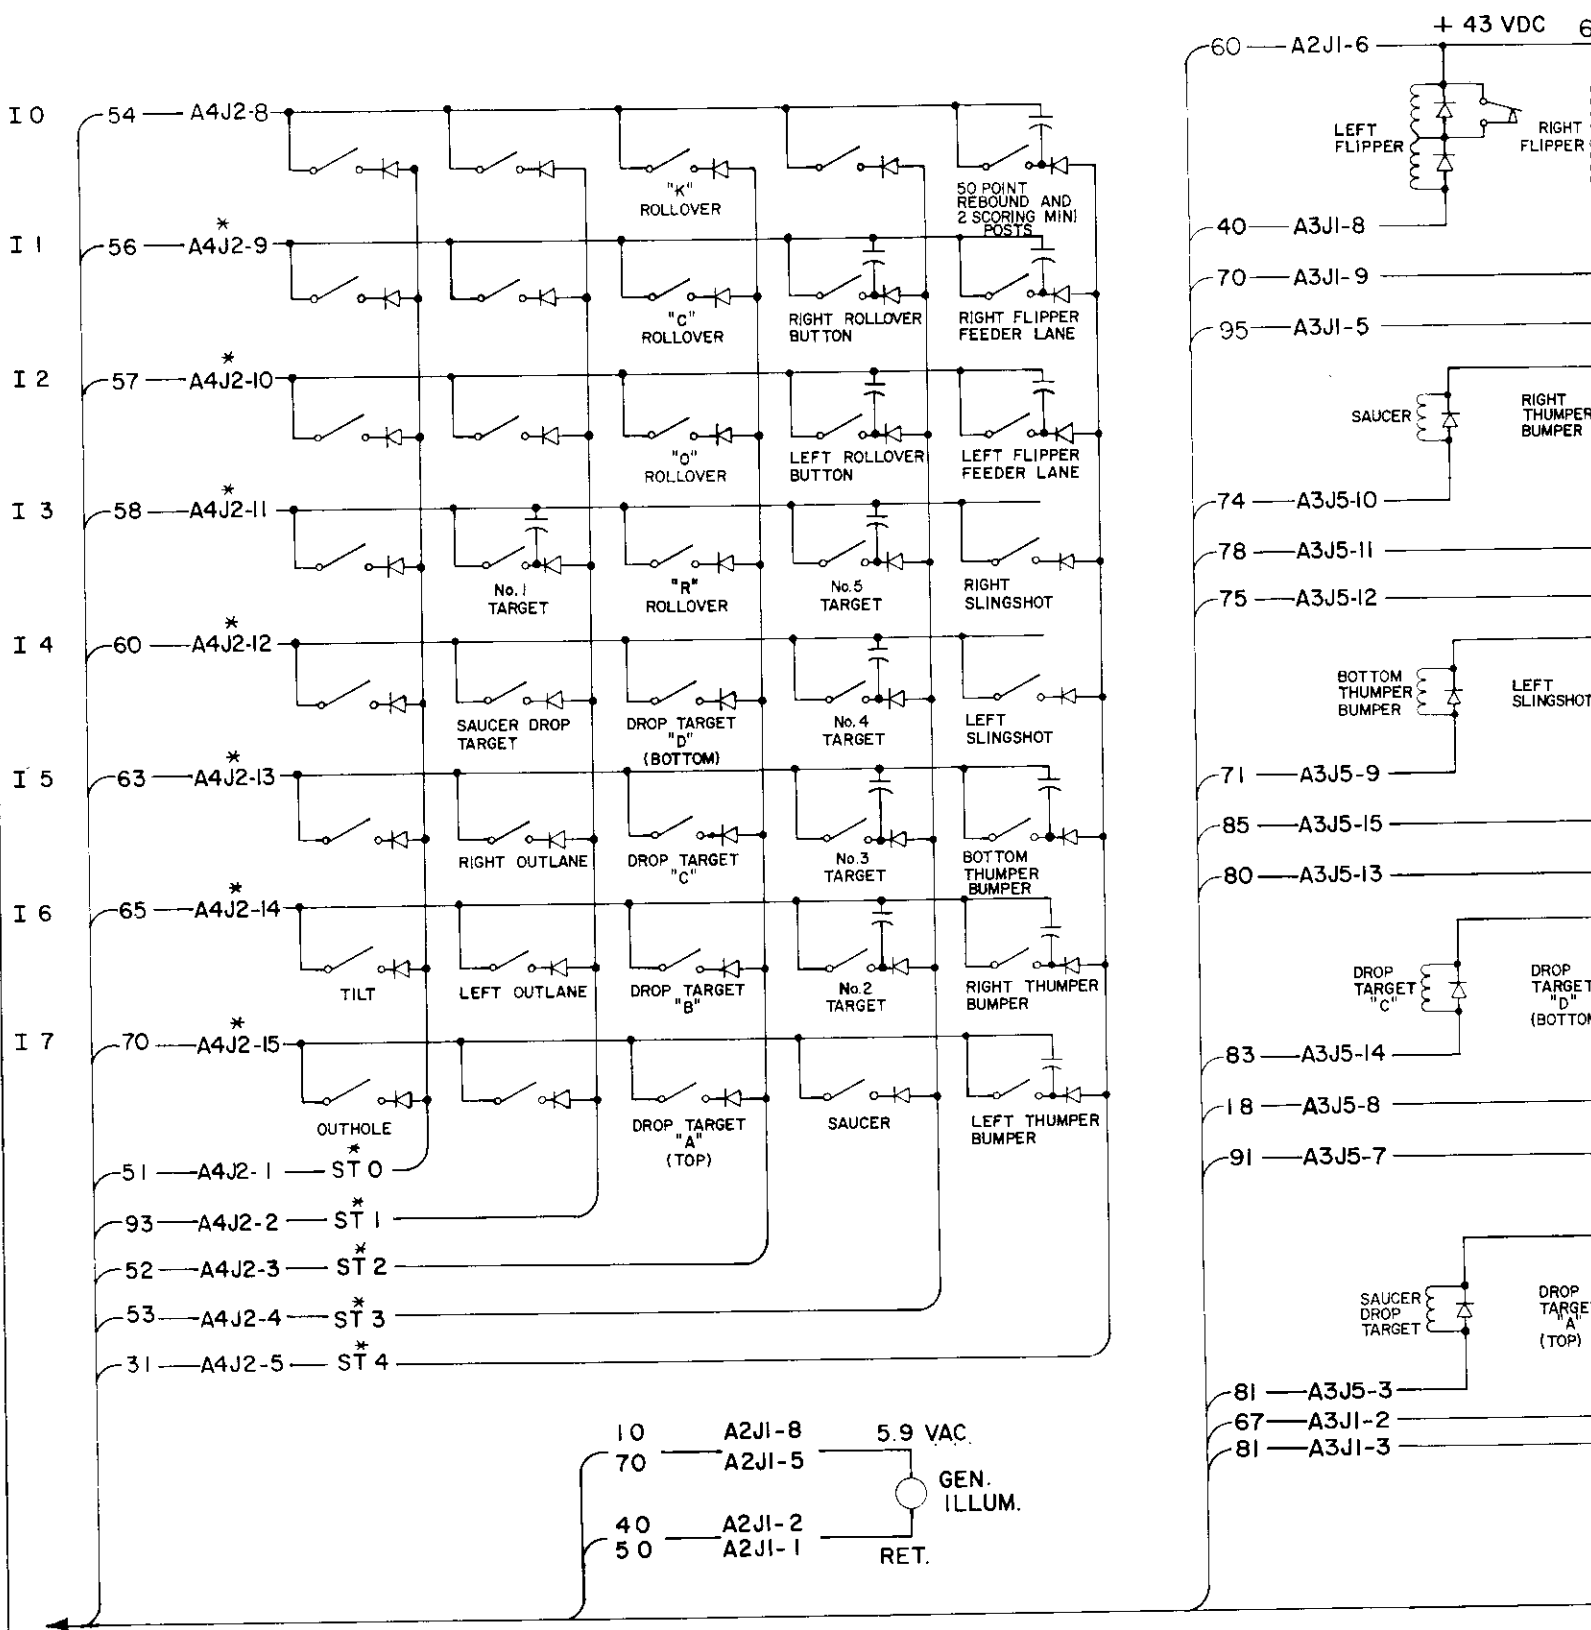 + 43 VDC 6
60 A2J1-6
I 0 54 A4J2-8
LEFT
FLIPPER
RIGHT
FLIPPER
"K"
ROLLOVER
50 POINT
REBOUND AND
2 SCORING MINI
POSTS
40 A3J1-8
*
I 1 56 A4J2-9
70 A3J1-9
"C"
ROLLOVER
RIGHT ROLLOVER
BUTTON
RIGHT FLIPPER
FEEDER LANE
95 A3J1-5
*
I 2 57 A4J2-10
SAUCER
RIGHT
THUMPER
BUMPER
"O"
ROLLOVER
LEFT ROLLOVER
BUTTON
LEFT FLIPPER
FEEDER LANE
*
I 3 58 A4J2-11
74 A3J5-10
78 A3J5-11
No. 1
TARGET
"R"
ROLLOVER
No. 5
TARGET
RIGHT
SLINGSHOT
75 A3J5-12
*
I 4 60 A4J2-12
BOTTOM
THUMPER
BUMPER
LEFT
SLINGSHOT
SAUCER DROP
TARGET
DROP TARGET
"D"
(BOTTOM)
No. 4
TARGET
LEFT
SLINGSHOT
*
I 5 63 A4J2-13
71 A3J5-9
85 A3J5-15
RIGHT OUTLANE
DROP TARGET
"C"
No. 3
TARGET
BOTTOM
THUMPER
BUMPER
80 A3J5-13
*
I 6 65 A4J2-14
DROP
TARGET
"C"
DROP
TARGET
"D"
(BOTTOM
TILT
LEFT OUTLANE
DROP TARGET
"B"
No. 2
TARGET
RIGHT THUMPER
BUMPER
*
I 7 70 A4J2-15
83 A3J5-14
18 A3J5-8
OUTHOLE
DROP TARGET
"A"
(TOP)
SAUCER
LEFT THUMPER
BUMPER
91 A3J5-7
*
51 A4J2-1 ST 0
*
93 A4J2-2 ST 1
*
52 A4J2-3 ST 2
*
53 A4J2-4 ST 3
*
31 A4J2-5 ST 4
SAUCER
DROP
TARGET
DROP
TARGET
"A"
(TOP)
81 A3J5-3
67 A3J1-2
81 A3J1-3
10 A2J1-8 5.9 VAC
70 A2J1-5
GEN.
ILLUM.
40 A2J1-2
50 A2J1-1
RET.